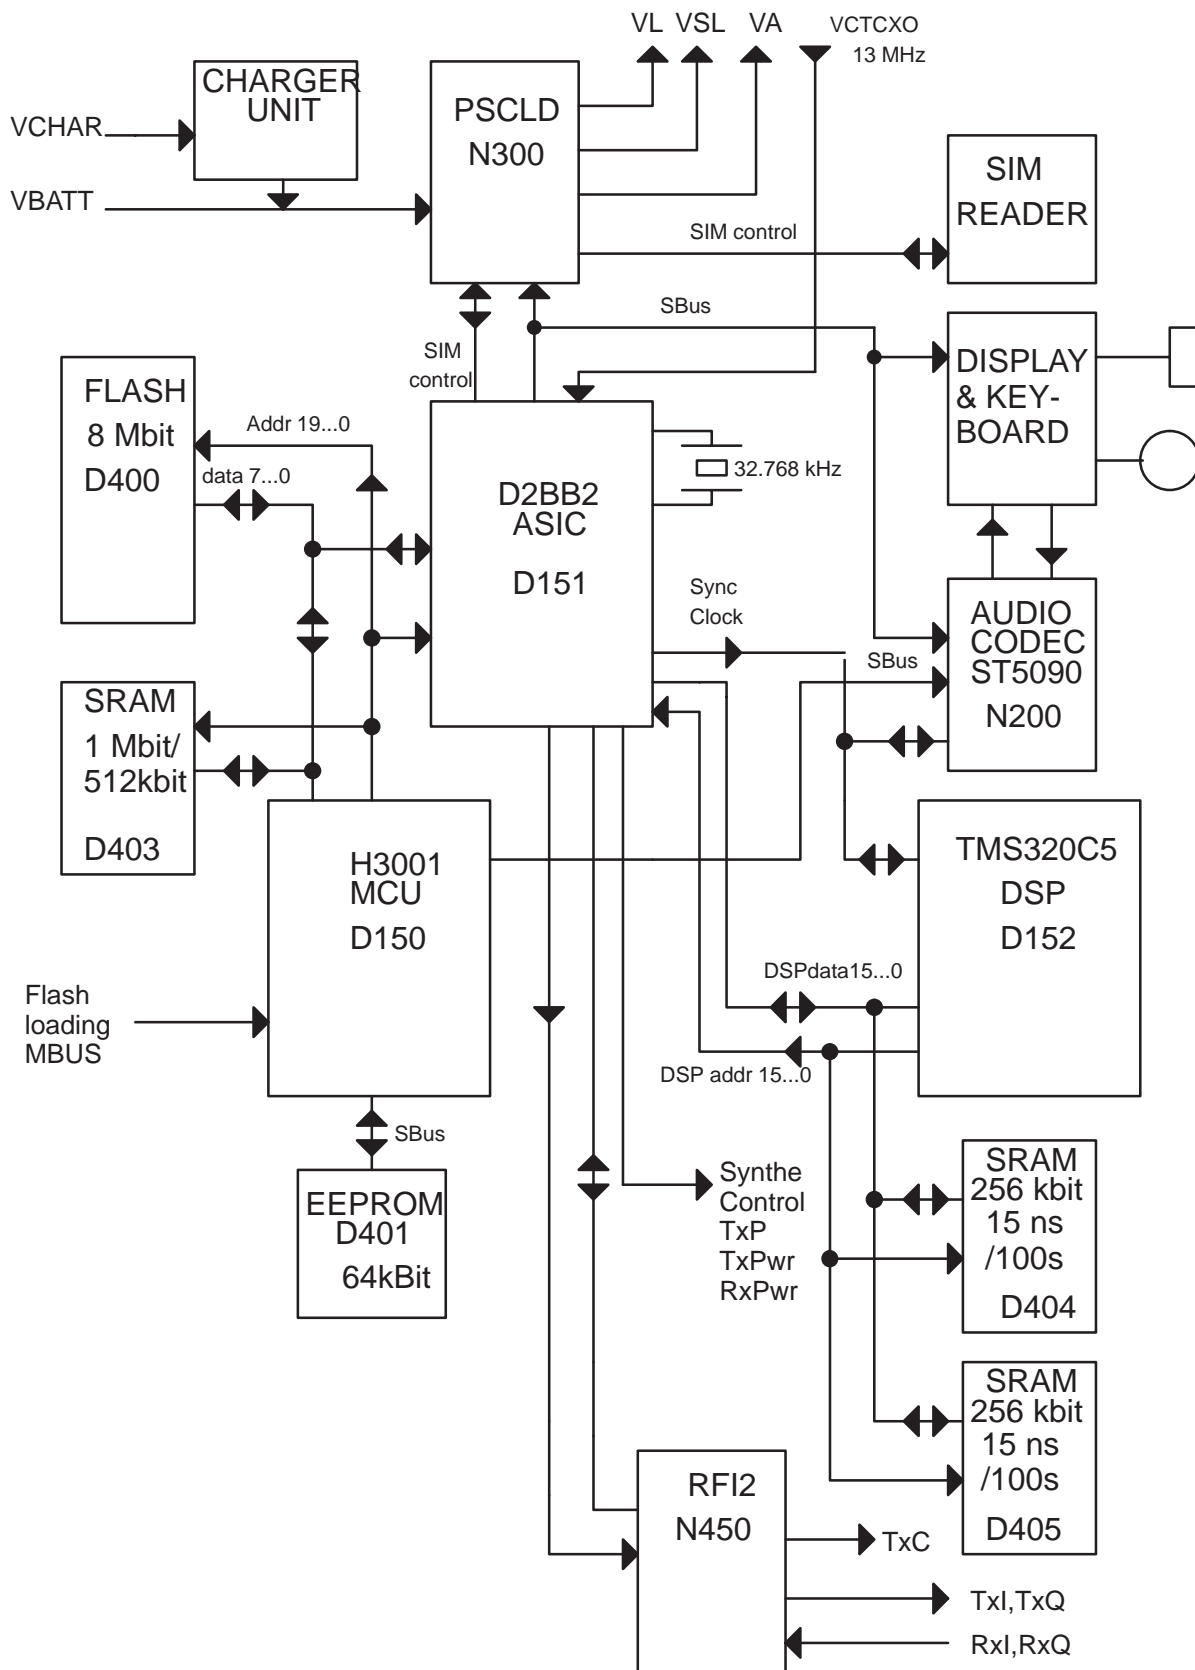 VL VSL VA VCTCXO
13 MHz
CHARGER
UNIT
VCHAR
VBATT
PSCLD
N300
SIM
READER
SIM control
SBus
SIM
control
DISPLAY
& KEY-
BOARD
FLASH
8 Mbit
D400
Addr 19...0
data 7...0
D2BB2
ASIC
D151
32.768 kHz
Sync
Clock
SBus
AUDIO
CODEC
ST5090
N200
SRAM
1 Mbit/
512kbit
D403
H3001
MCU
D150
TMS320C5
DSP
D152
DSPdata15...0
DSP addr 15...0
Flash
loading
MBUS
SBus
EEPROM
D401
64kBit
Synthe
Control
TxP
TxPwr
RxPwr
SRAM
256 kbit
15 ns
/100s
D404
SRAM
256 kbit
15 ns
/100s
D405
RFI2
N450
TxC
TxI,TxQ
RxI,RxQ